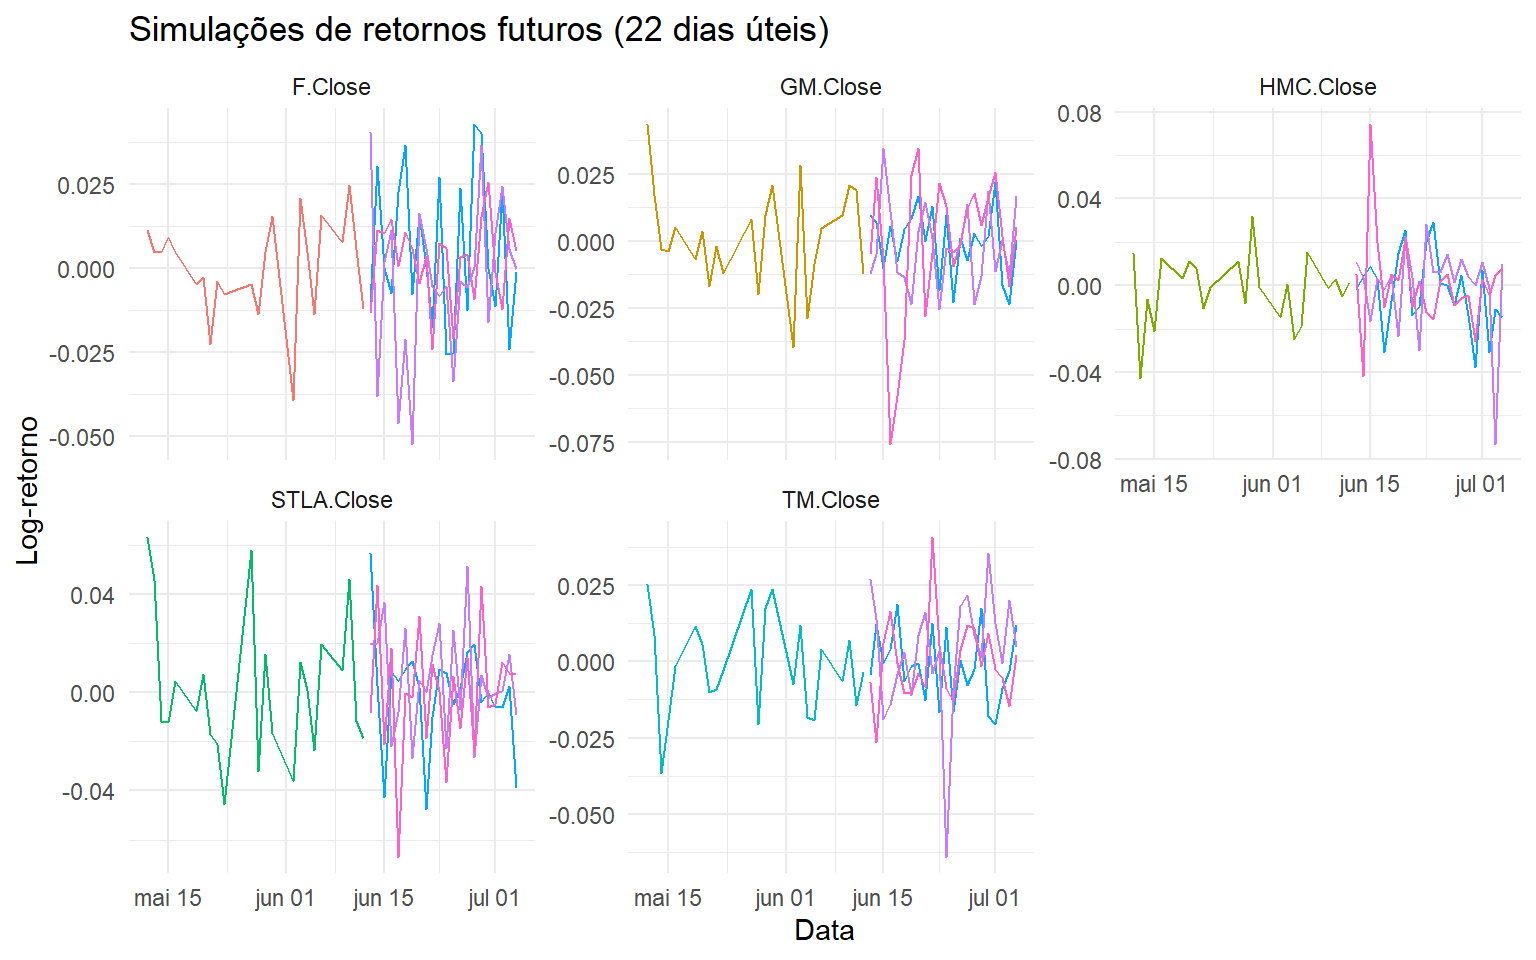 Simulações de retornos futuros (22 dias úteis)
F.Close
GM.Close
HMC.Close
0.025
0.000
-0.025
-0.050
0.025
0.000
-0.025
-0.050
-0.075
0.08
0.04
0.00
-0.04
-0.08
mai 15
jun 01
jun 15
jul 01
STLA.Close
TM.Close
0.04
0.00
-0.04
0.025
0.000
-0.025
-0.050
mai 15
jun 01
jun 15
jul 01
mai 15
jun 01
jun 15
jul 01
Log-retorno
Data